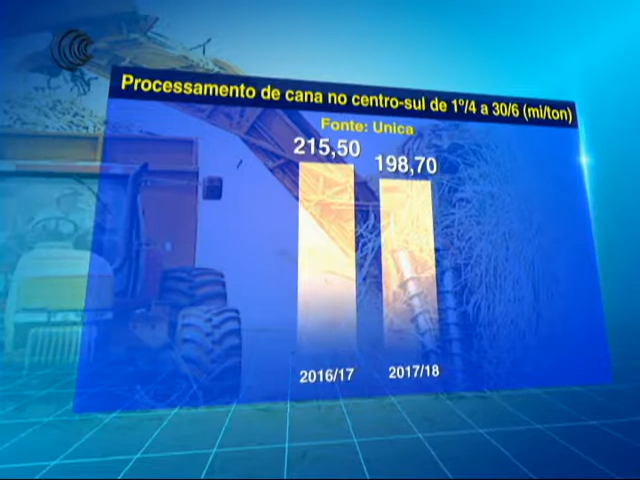 Processamento de cana no centro-sul de 1º/4 a 30/6 (mi/ton)
Fonte: Unica
215,50
198,70
2016/17
2017/18